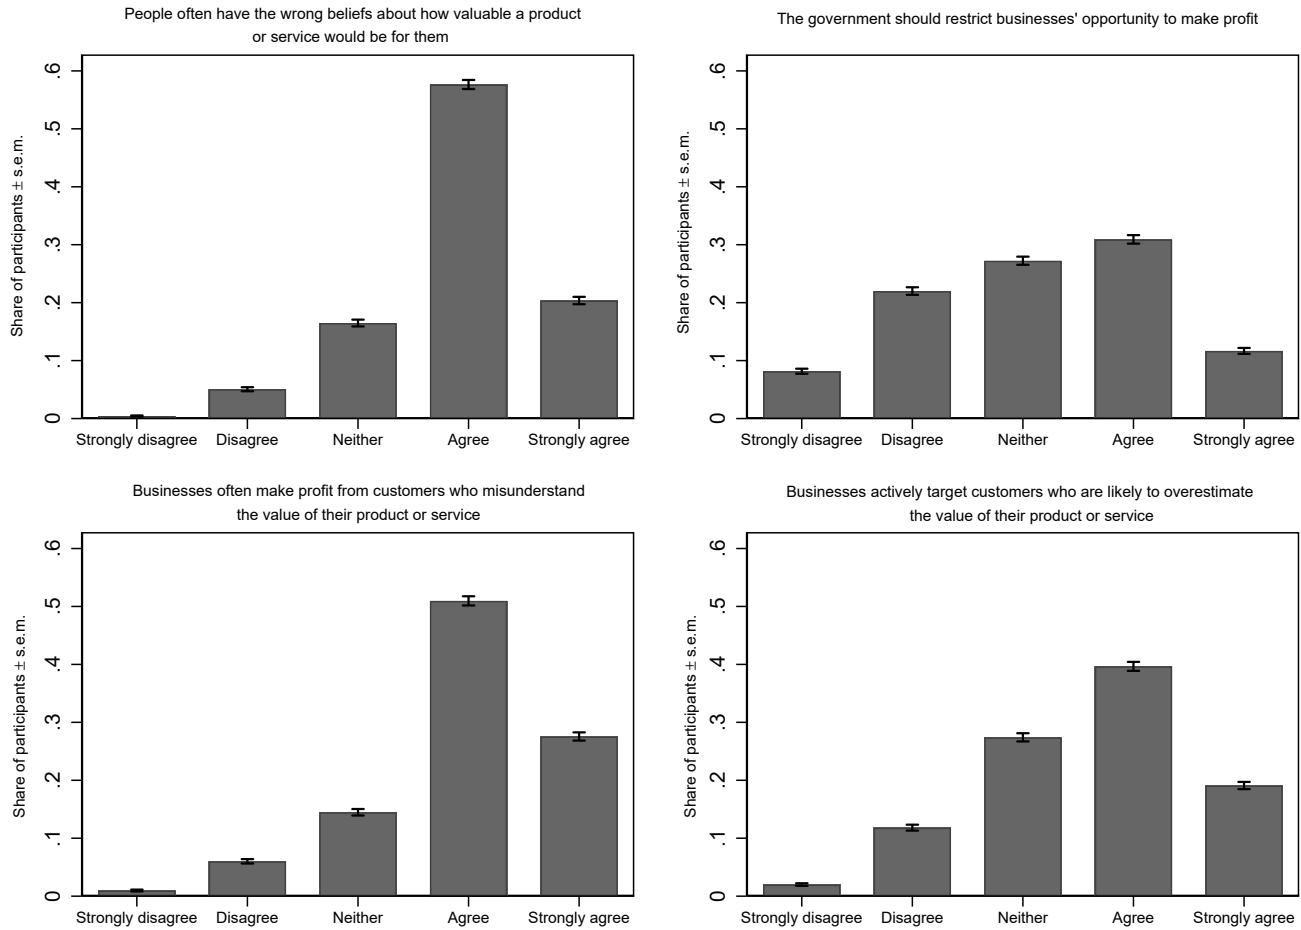 People often have the wrong beliefs about how valuable a product
or service would be for them
Share of participants ± s.e.m.
.6
.5
.4
.3
.2
.1
0
Strongly disagree Disagree Neither Agree Strongly agree
The government should restrict businesses' opportunity to make profit
Share of participants ± s.e.m.
.6
.5
.4
.3
.2
.1
0
Strongly disagree Disagree Neither Agree Strongly agree
Businesses often make profit from customers who misunderstand
the value of their product or service
Share of participants ± s.e.m.
.6
.5
.4
.3
.2
.1
0
Strongly disagree Disagree Neither Agree Strongly agree
Businesses actively target customers who are likely to overestimate
the value of their product or service
Share of participants ± s.e.m.
.6
.5
.4
.3
.2
.1
0
Strongly disagree Disagree Neither Agree Strongly agree